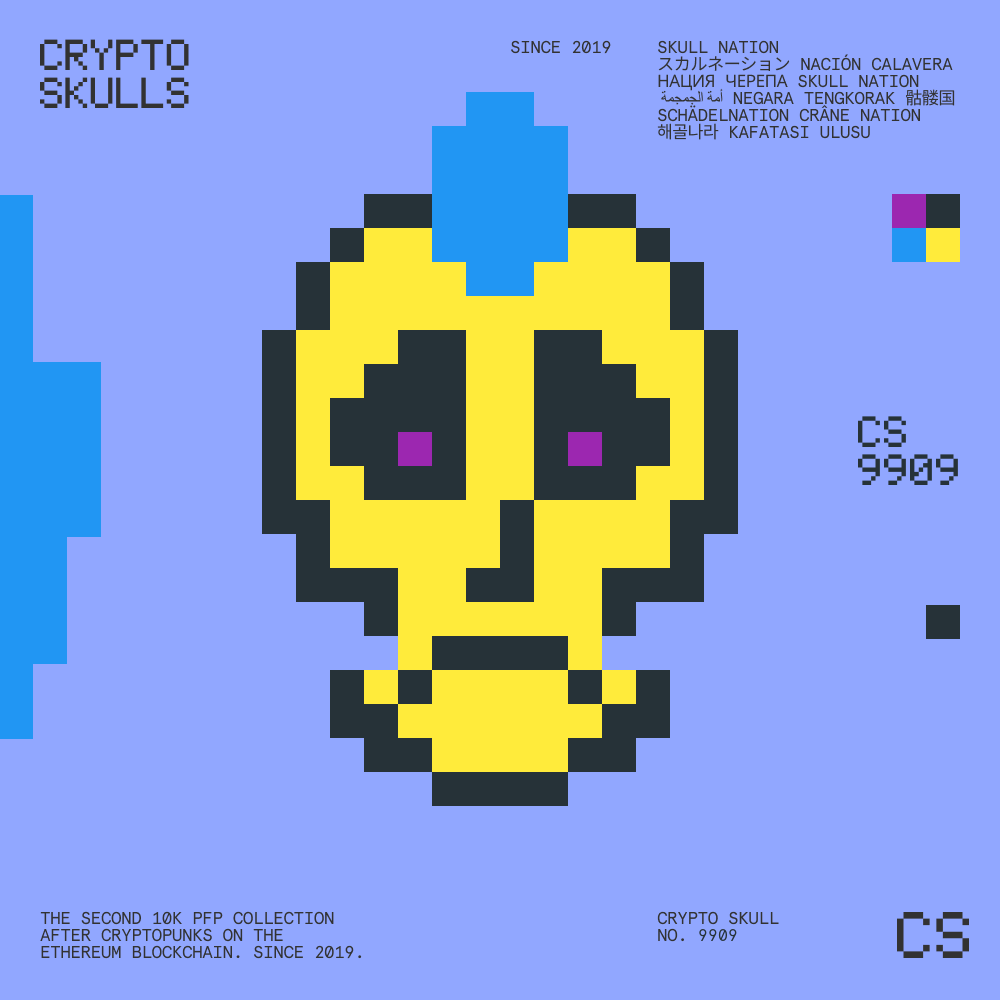 CRYPTO
SKULLS
SINCE 2019
SKULL NATION
スカルネーション NACIÓN CALAVERA
НАЦИЯ ЧЕРЕПА SKULL NATION
أمة الجمجمة NEGARA TENGKORAK 骷髅国
SCHÄDELNATION CRÂNE NATION
해골나라 KAFATASI ULUSU
CS
9909
THE SECOND 10K PFP COLLECTION
AFTER CRYPTOPUNKS ON THE
ETHEREUM BLOCKCHAIN. SINCE 2019.
CRYPTO SKULL
NO. 9909
CS